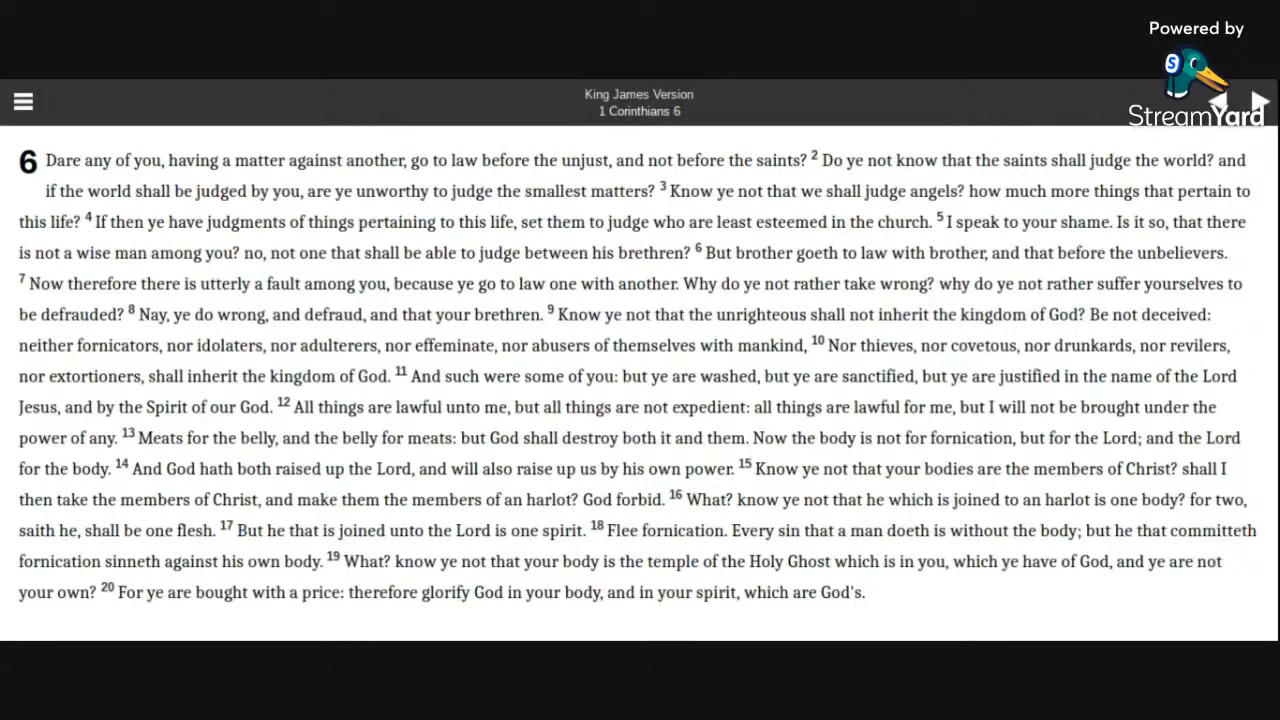 Powered by
StreamYard
King James Version
1 Corinthians 6
6 Dare any of you, having a matter against another, go to law before the unjust, and not before the saints? 2 Do ye not know that the saints shall judge the world? and
if the world shall be judged by you, are ye unworthy to judge the smallest matters? 3 Know ye not that we shall judge angels? how much more things that pertain to
this life? 4 If then ye have judgments of things pertaining to this life, set them to judge who are least esteemed in the church. 5 I speak to your shame. Is it so, that there
is not a wise man among you? no, not one that shall be able to judge between his brethren? 6 But brother goeth to law with brother, and that before the unbelievers.
7 Now therefore there is utterly a fault among you, because ye go to law one with another. Why do ye not rather take wrong? why do ye not rather suffer yourselves to
be defrauded? 8 Nay, ye do wrong, and defraud, and that your brethren. 9 Know ye not that the unrighteous shall not inherit the kingdom of God? Be not deceived:
neither fornicators, nor idolaters, nor adulterers, nor effeminate, nor abusers of themselves with mankind, 10 Nor thieves, nor covetous, nor drunkards, nor revilers,
nor extortioners, shall inherit the kingdom of God. 11 And such were some of you: but ye are washed, but ye are sanctified, but ye are justified in the name of the Lord
Jesus, and by the Spirit of our God. 12 All things are lawful unto me, but all things are not expedient: all things are lawful for me, but I will not be brought under the
power of any. 13 Meats for the belly, and the belly for meats: but God shall destroy both it and them. Now the body is not for fornication, but for the Lord; and the Lord
for the body. 14 And God hath both raised up the Lord, and will also raise up us by his own power. 15 Know ye not that your bodies are the members of Christ? shall I
then take the members of Christ, and make them the members of an harlot? God forbid. 16 What? know ye not that he which is joined to an harlot is one body? for two,
saith he, shall be one flesh. 17 But he that is joined unto the Lord is one spirit. 18 Flee fornication. Every sin that a man doeth is without the body; but he that committeth
fornication sinneth against his own body. 19 What? know ye not that your body is the temple of the Holy Ghost which is in you, which ye have of God, and ye are not
your own? 20 For ye are bought with a price: therefore glorify God in your body, and in your spirit, which are God's.